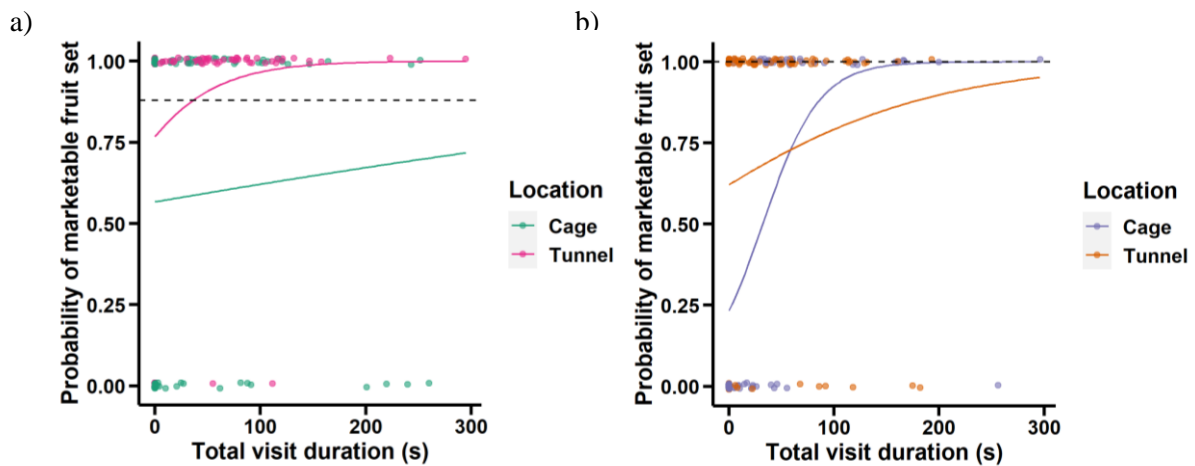 a)
Probability of marketable fruit set
1.00
0.75
0.50
0.25
0.00
0
100
200
300
Total visit duration (s)
Location
Cage
Tunnel
b)
Probability of marketable fruit set
1.00
0.75
0.50
0.25
0.00
0
100
200
300
Total visit duration (s)
Location
Cage
Tunnel